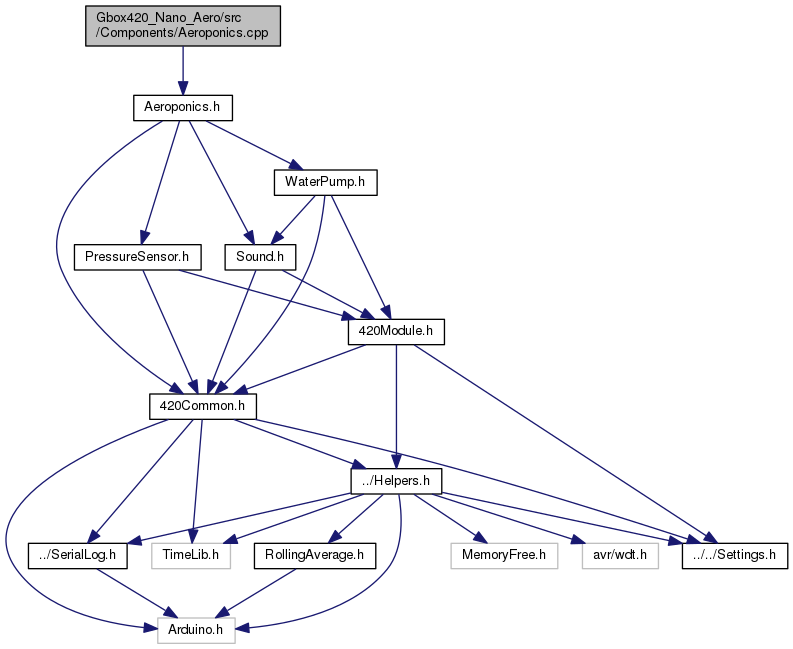 Gbox420_Nano_Aero/src
/Components/Aeroponics.cpp
Aeroponics.h
WaterPump.h
PressureSensor.h
Sound.h
420Module.h
420Common.h
../Helpers.h
../SerialLog.h
TimeLib.h
RollingAverage.h
MemoryFree.h
avr/wdt.h
../../Settings.h
Arduino.h